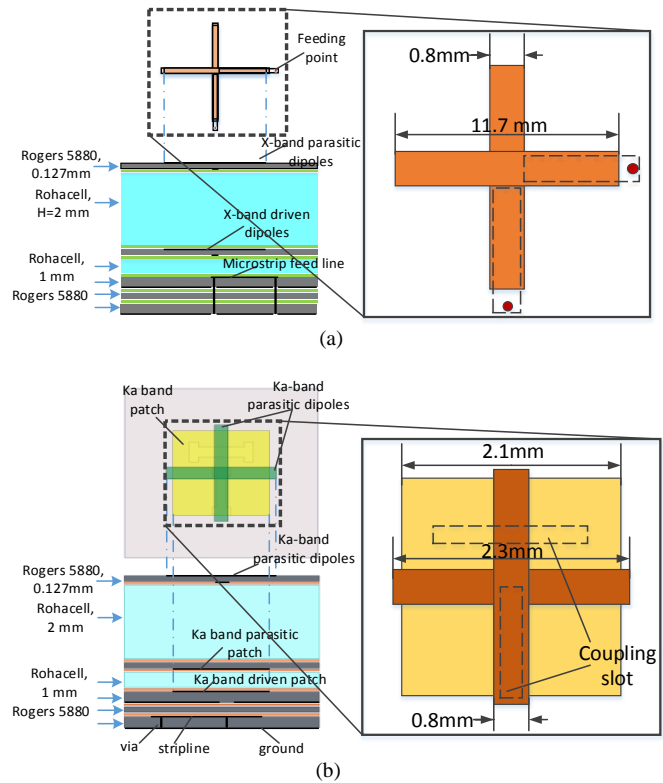 Feeding
point
X-band parasitic
dipoles
Rogers 5880,
0.127mm
Rohacell,
H=2 mm
X-band driven
dipoles
Rohacell,
1 mm
Microstrip feed line
Rogers 5880
0.8mm
11.7 mm
(a)
Ka band
patch
Ka-band
parasitic dipoles
Ka-band
parasitic dipoles
Rogers 5880,
0.127mm
Rohacell,
2 mm
Ka band parasitic
patch
Rohacell,
1 mm
Ka band driven patch
Rogers 5880
via
stripline
ground
2.1mm
2.3mm
Coupling
slot
0.8mm
(b)